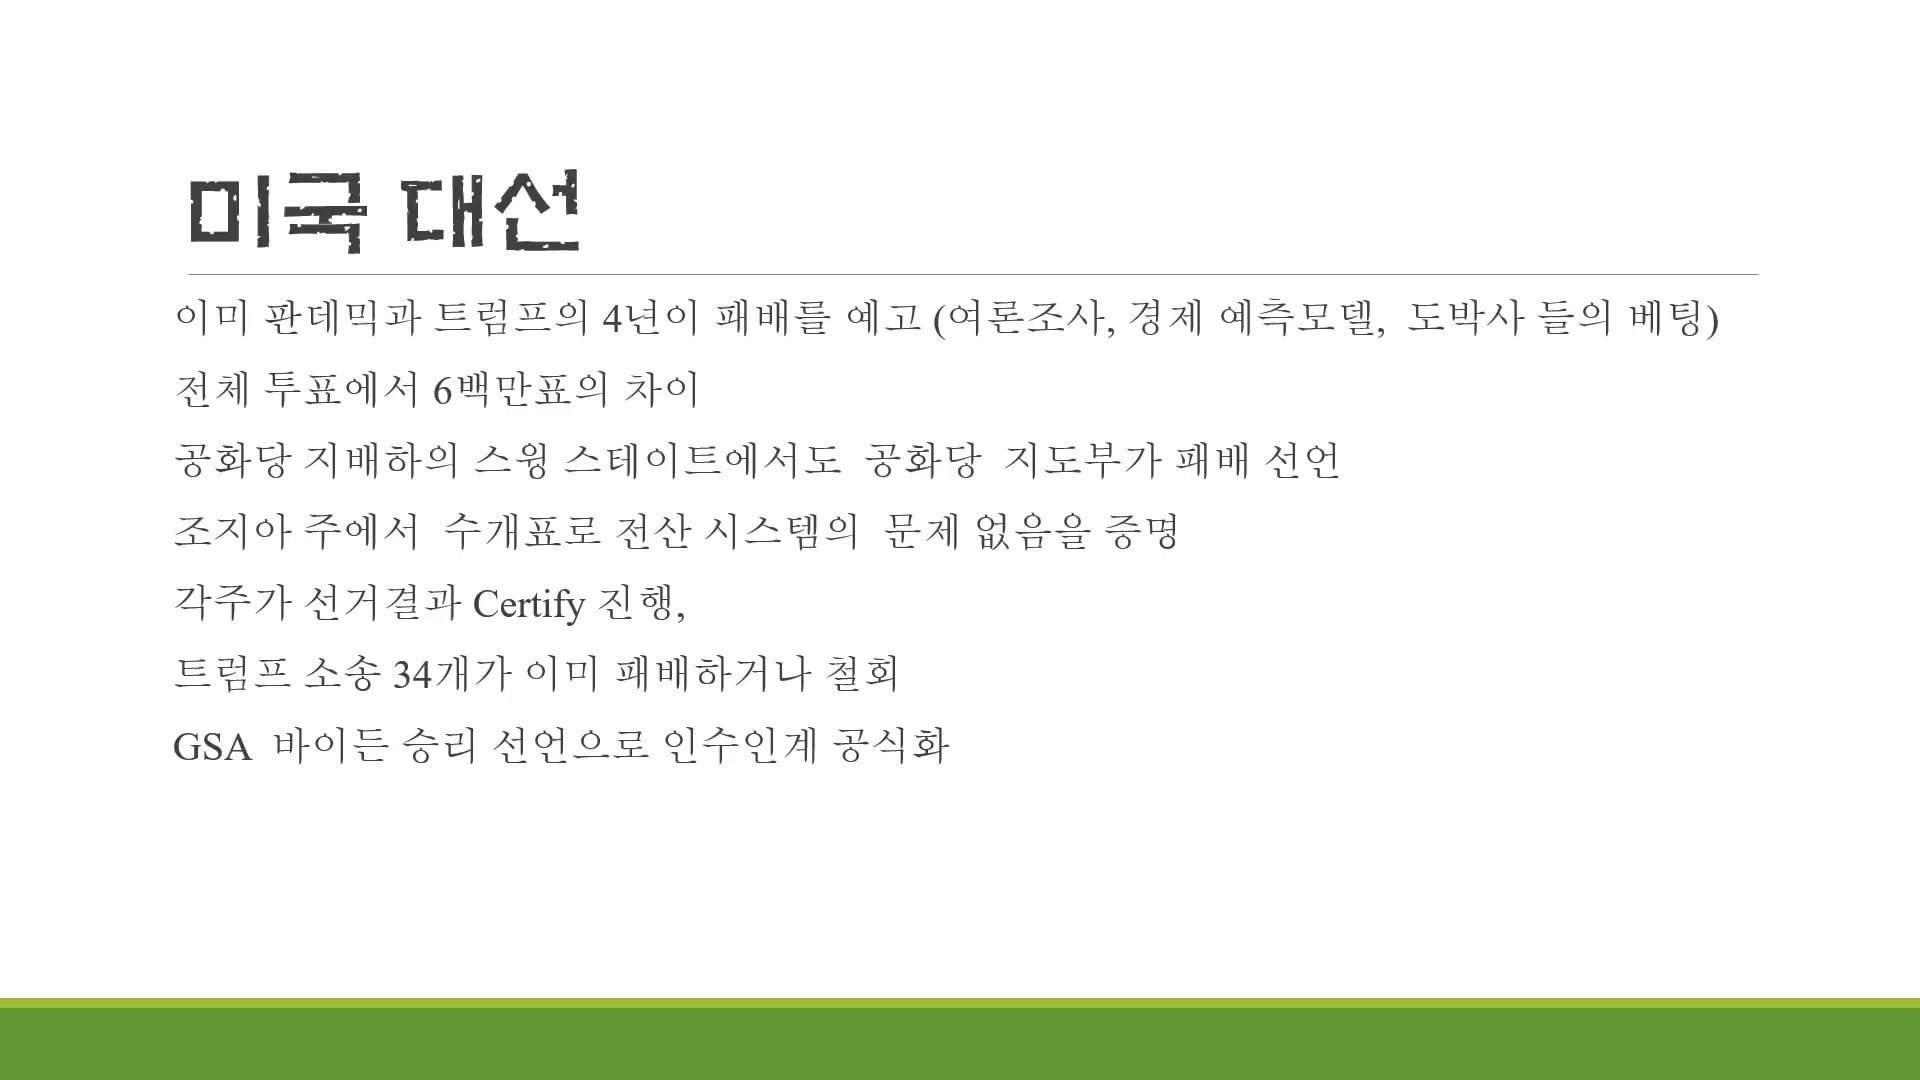 미국 대선
이미 판데믹과 트럼프의 4년이 패배를 예고 (여론조사, 경제 예측모델, 도박사 들의 베팅)
전체 투표에서 6백만표의 차이
공화당 지배하의 스윙 스테이트에서도 공화당 지도부가 패배 선언
조지아 주에서 수개표로 전산 시스템의 문제 없음을 증명
각주가 선거결과 Certify 진행,
트럼프 소송 34개가 이미 패배하거나 철회
GSA 바이든 승리 선언으로 인수인계 공식화